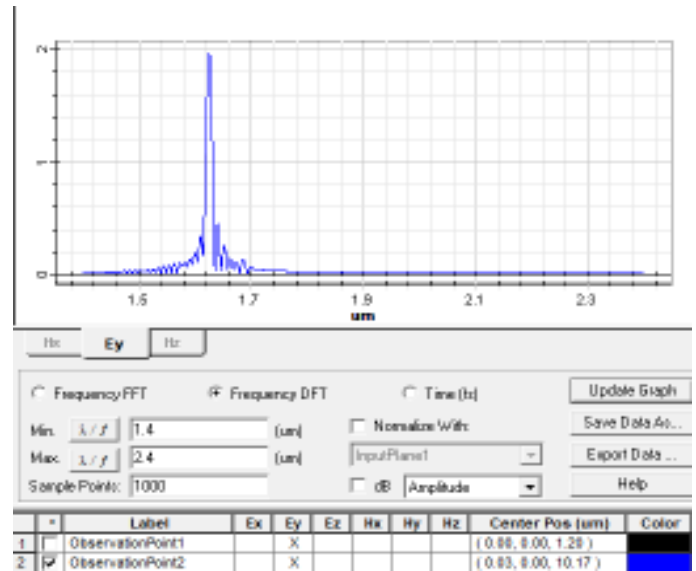 2
1
0
1.5 1.7 1.9 2.1 2.3
um
Hx Ey Hz
Frequency FFT Frequency DFT Time (fs) Update Graph
Min. λ / f 1.4 (um) Normalize With: Save Data As...
Max. λ / f 2.4 (um) InputPlane1 Export Data ...
Sample Points: 1000 dB Amplitude Help
* Label Ex Ey Ez Hx Hy Hz Center Pos (um) Color
1 ObservationPoint1 X ( 0.00, 0.00, 1.20 )
2 ObservationPoint2 X ( 0.03, 0.00, 10.17 )